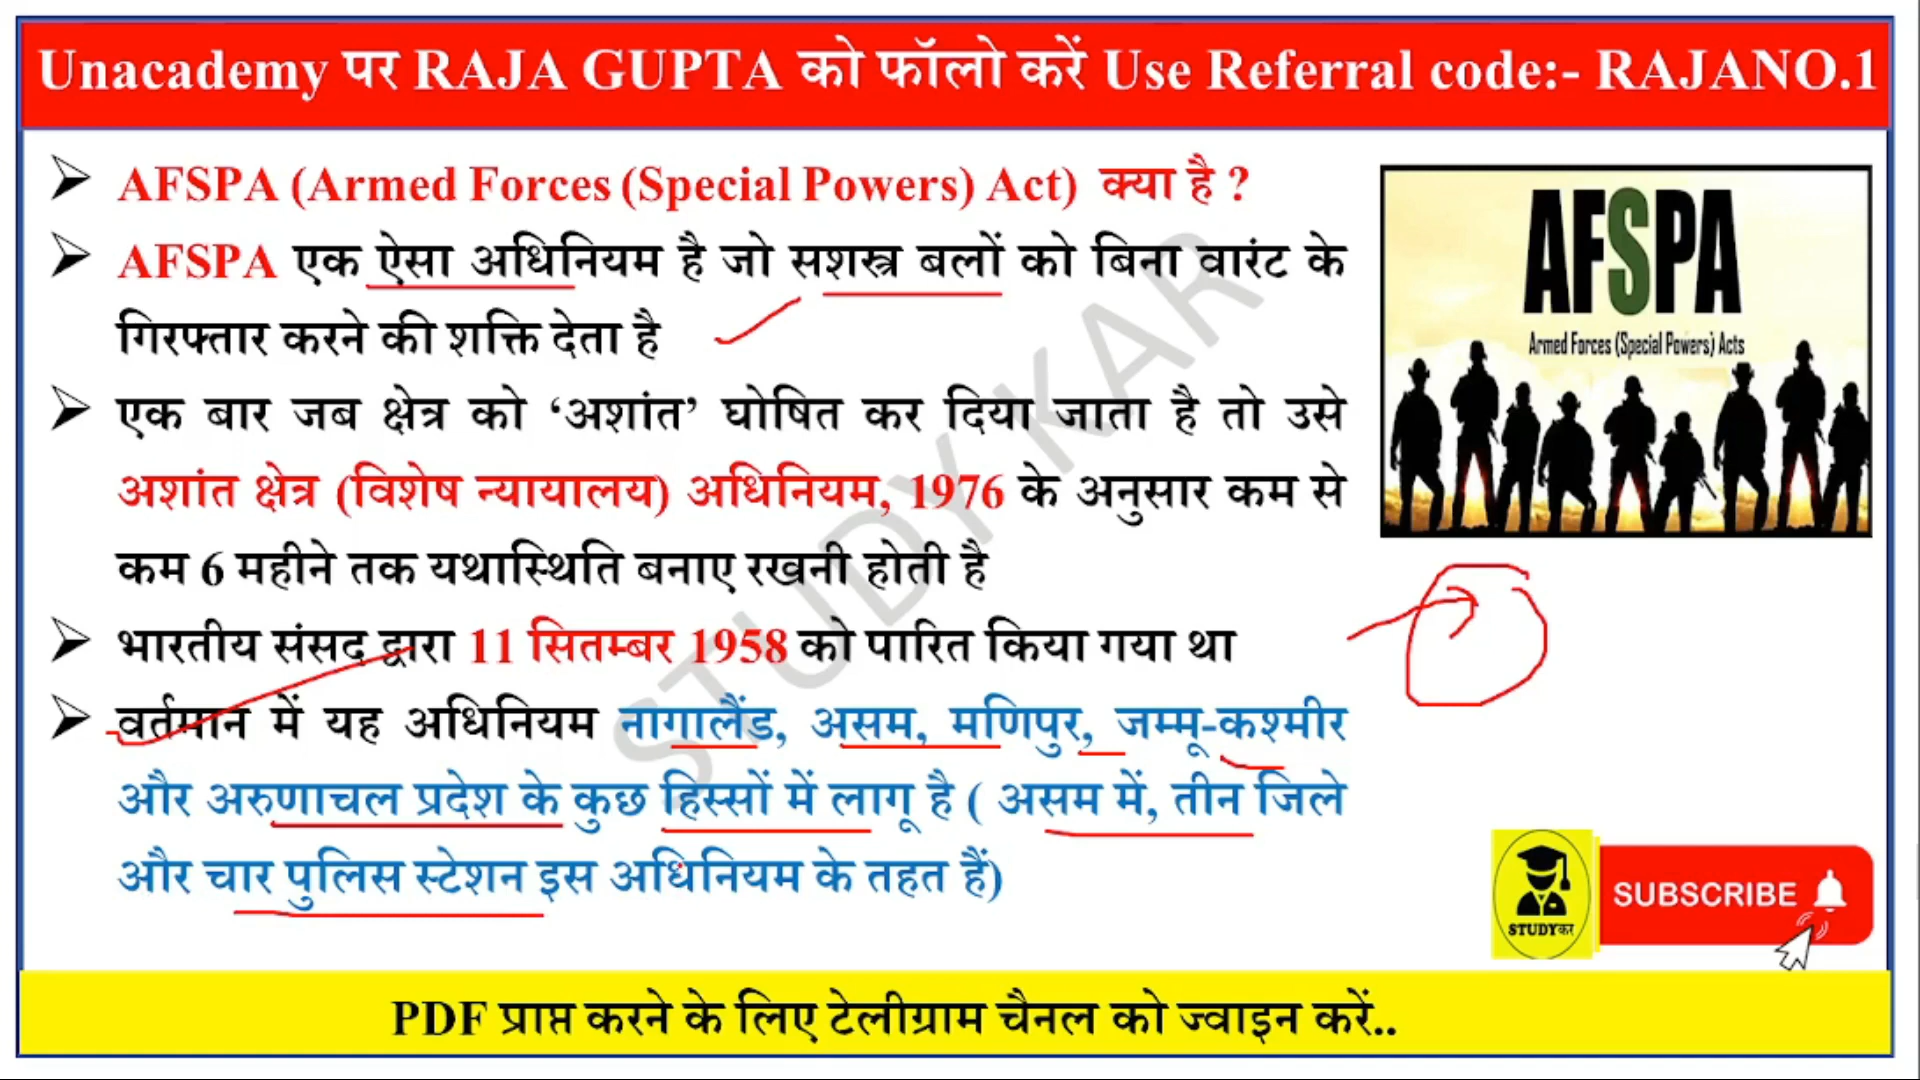 Unacademy पर RAJA GUPTA को फॉलो करें Use Referral code:- RAJANO.1
AFSPA (Armed Forces (Special Powers) Act) क्या है ?
AFSPA एक ऐसा अधिनियम है जो सशस्त्र बलों को बिना वारंट के
गिरफ्तार करने की शक्ति देता है
एक बार जब क्षेत्र को ‘अशांत’ घोषित कर दिया जाता है तो उसे
अशांत क्षेत्र (विशेष न्यायालय) अधिनियम, 1976 के अनुसार कम से
कम 6 महीने तक यथास्थिति बनाए रखनी होती है
भारतीय संसद द्वारा 11 सितम्बर 1958 को पारित किया गया था
वर्तमान में यह अधिनियम नागालैंड, असम, मणिपुर, जम्मू-कश्मीर
और अरुणाचल प्रदेश के कुछ हिस्सों में लागू है ( असम में, तीन जिले
और चार पुलिस स्टेशन इस अधिनियम के तहत हैं)
AFSPA
Armed Forces (Special Powers) Acts
STUDY KAR
STUDYकर
SUBSCRIBE
PDF प्राप्त करने के लिए टेलीग्राम चैनल को ज्वाइन करें..